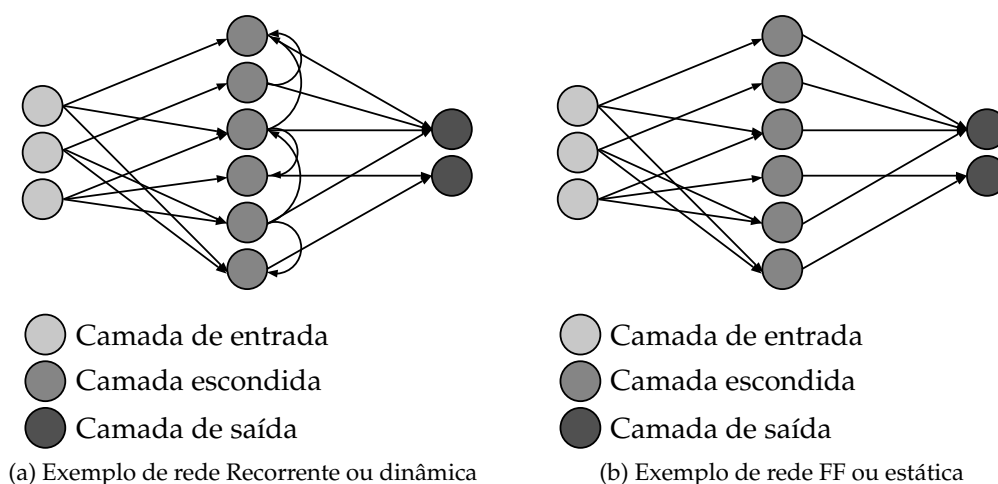 Camada de entrada
Camada escondida
Camada de saída
(a) Exemplo de rede Recorrente ou dinâmica
Camada de entrada
Camada escondida
Camada de saída
(b) Exemplo de rede FF ou estática